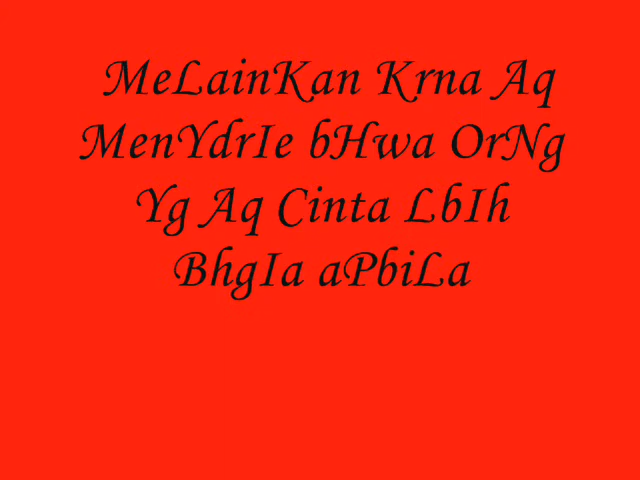 MeLainKan Krna Aq
MenYdrIe bHwa OrNg
Yg Aq Cinta LbIh
BhgIa aPbiLa